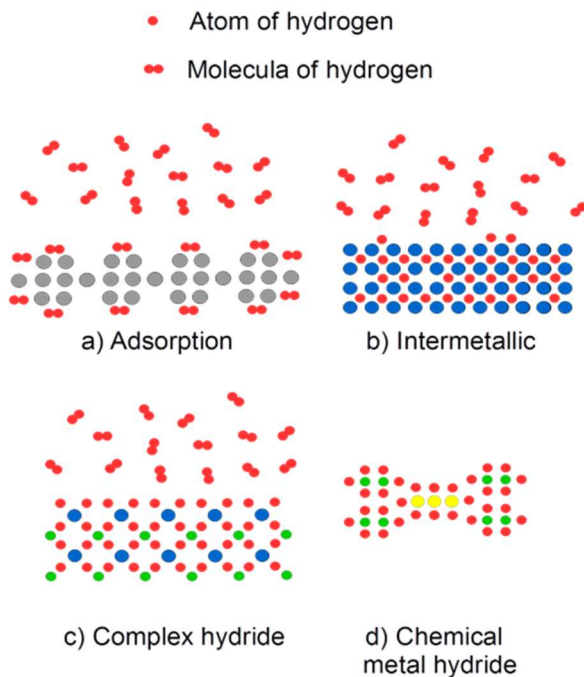 Atom of hydrogen
Molecula of hydrogen
a) Adsorption
b) Intermetallic
c) Complex hydride
d) Chemical
metal hydride